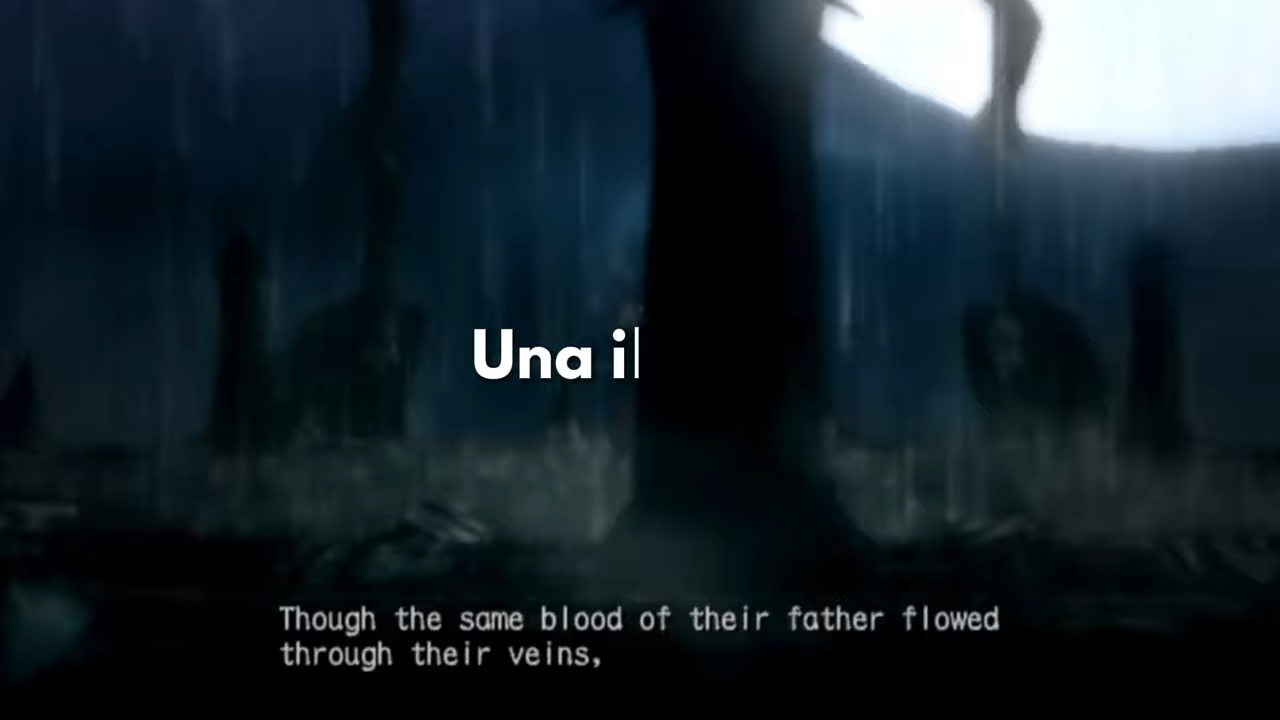 Una il
Though the same blood of their father flowed
through their veins,